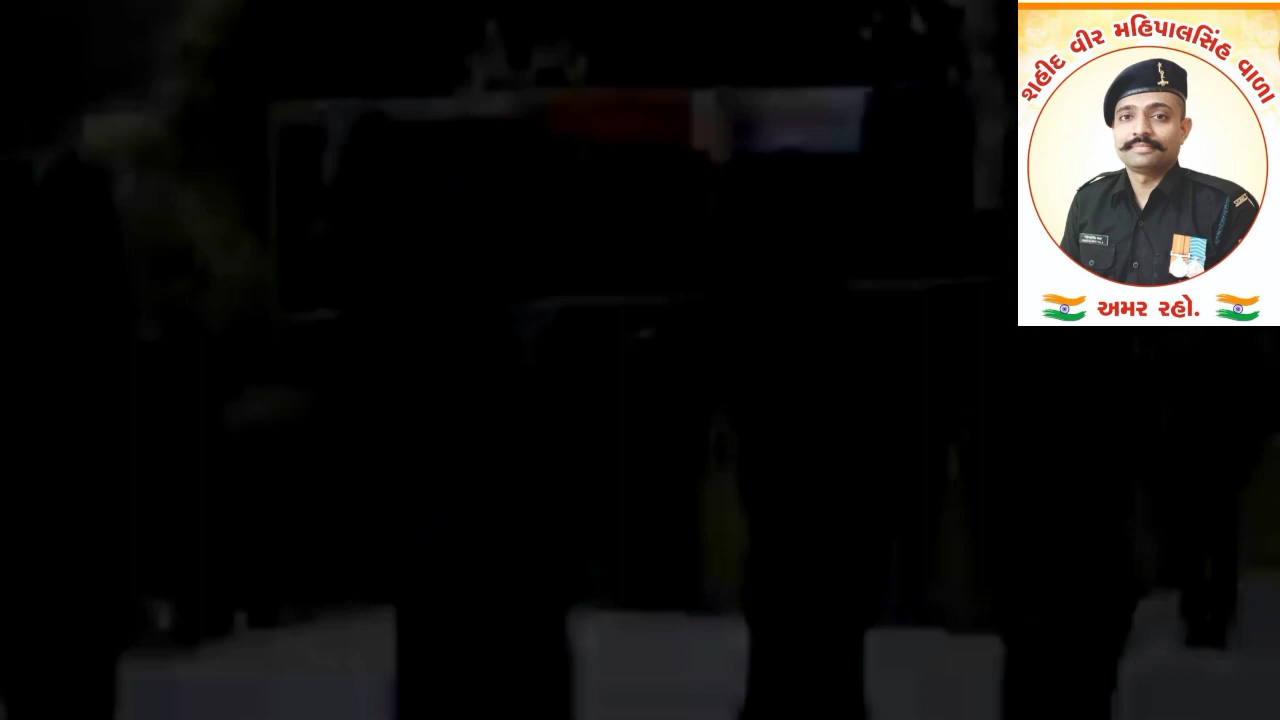 શહીદ વીર મહિપાલસિંહ વાળા
અમર રહો.